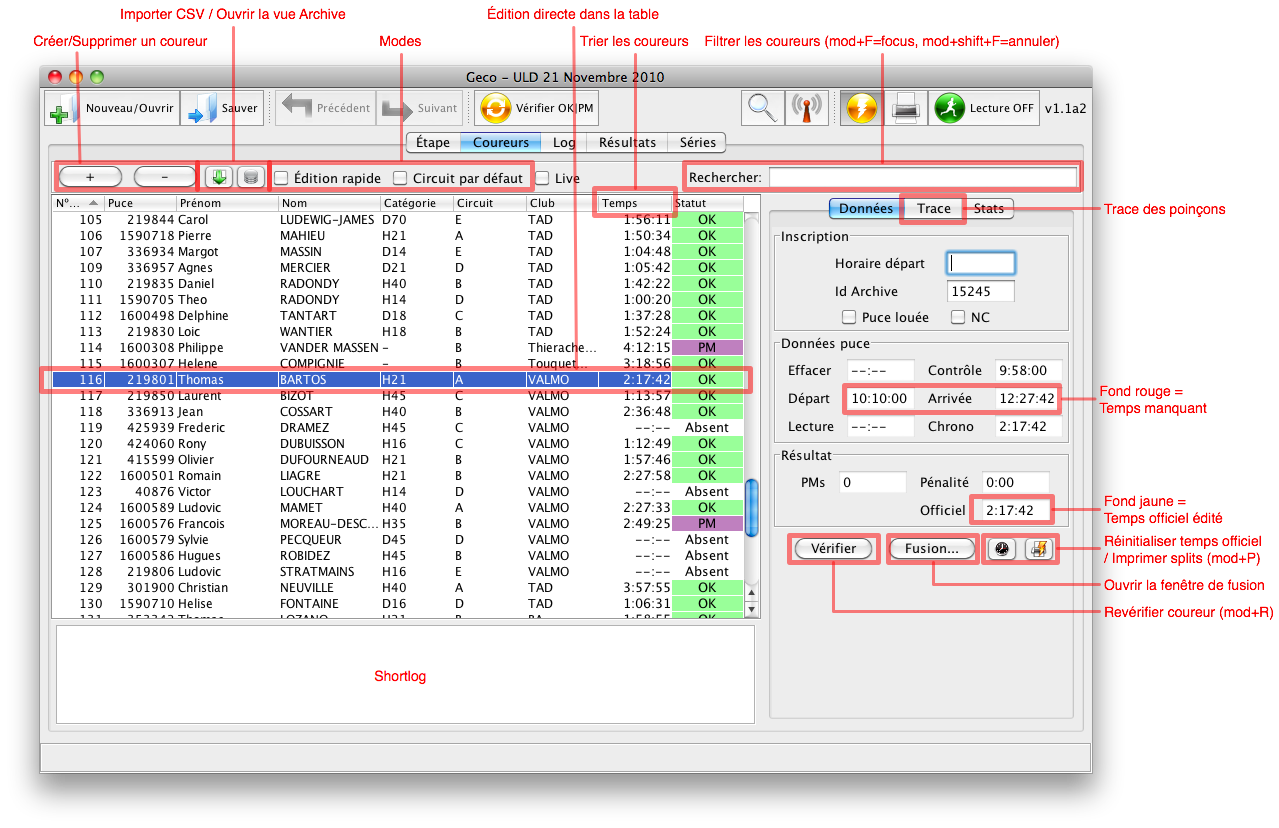 Importer CSV / Ouvrir la vue Archive
Édition directe dans la table
Créer/Supprimer un coureur
Modes
Trier les coureurs
Filtrer les coureurs (mod+F=focus, mod+shift+F=annuler)
Geco – ULD 21 Novembre 2010
Nouveau/Ouvrir Sauver Précédent Suivant Vérifier OK|PM Lecture OFF v1.1a2
Étape Coureurs Log Résultats Séries
+ – Édition rapide Circuit par défaut Live Rechercher:
N°... Puce Prénom Nom Catégorie Circuit Club Temps Statut
105 219844 Carol LUDEWIG-JAMES D70 E TAD 1:56:11 OK
106 1590718 Pierre MAHIEU H21 A TAD 1:50:34 OK
107 336934 Margot MASSIN D14 E TAD 1:04:48 OK
109 336957 Agnes MERCIER D21 D TAD 1:05:42 OK
110 219835 Daniel RADONDY H40 B TAD 1:42:22 OK
111 1590705 Theo RADONDY H14 D TAD 1:00:20 OK
112 1600498 Delphine TANTART D18 C TAD 1:37:28 OK
113 219830 Loic WANTIER H18 B TAD 1:52:24 OK
114 1600308 Philippe VANDER MASSEN – B Thierache... 4:12:15 PM
115 1600307 Helene COMPIGNIE – B Touquet... 3:18:56 OK
116 219801 Thomas BARTOS H21 A VALMO 2:17:42 OK
117 219850 Laurent BIZOT H45 C VALMO 1:13:57 OK
118 336913 Jean COSSART H40 B VALMO 2:36:48 OK
119 425939 Frederic DRAMEZ H45 C VALMO --:-- Absent
120 424060 Rony DUBUISSON H16 C VALMO 1:12:49 OK
121 415599 Olivier DUFOURNEAUD H21 B VALMO 1:57:46 OK
122 1600501 Romain LIAGRE H21 B VALMO 2:27:58 OK
123 40876 Victor LOUCHART H14 D VALMO --:-- Absent
124 1600589 Ludovic MAMET H40 A VALMO 2:27:33 OK
125 1600576 Francois MOREAU-DESC... H35 B VALMO 2:49:25 PM
126 1600579 Sylvie PECQUEUR D45 D VALMO --:-- Absent
127 1600586 Hugues ROBIDEZ H45 B VALMO --:-- Absent
128 219806 Ludovic STRATMAINS H16 E VALMO --:-- Absent
129 301900 Christian NEUVILLE H40 A TAD 3:57:55 OK
130 1590710 Helise FONTAINE D16 D TAD 1:06:31 OK
Shortlog
Données Trace Stats
Trace des poinçons
Inscription
Horaire départ
Id Archive 15245
Puce louée NC
Données puce
Effacer --:-- Contrôle 9:58:00
Départ 10:10:00 Arrivée 12:27:42
Lecture --:-- Chrono 2:17:42
Fond rouge =
Temps manquant
Résultat
PMs 0 Pénalité 0:00
Officiel 2:17:42
Fond jaune =
Temps officiel édité
Vérifier Fusion...
Réinitialiser temps officiel
/ Imprimer splits (mod+P)
Ouvrir la fenêtre de fusion
Revérifier coureur (mod+R)